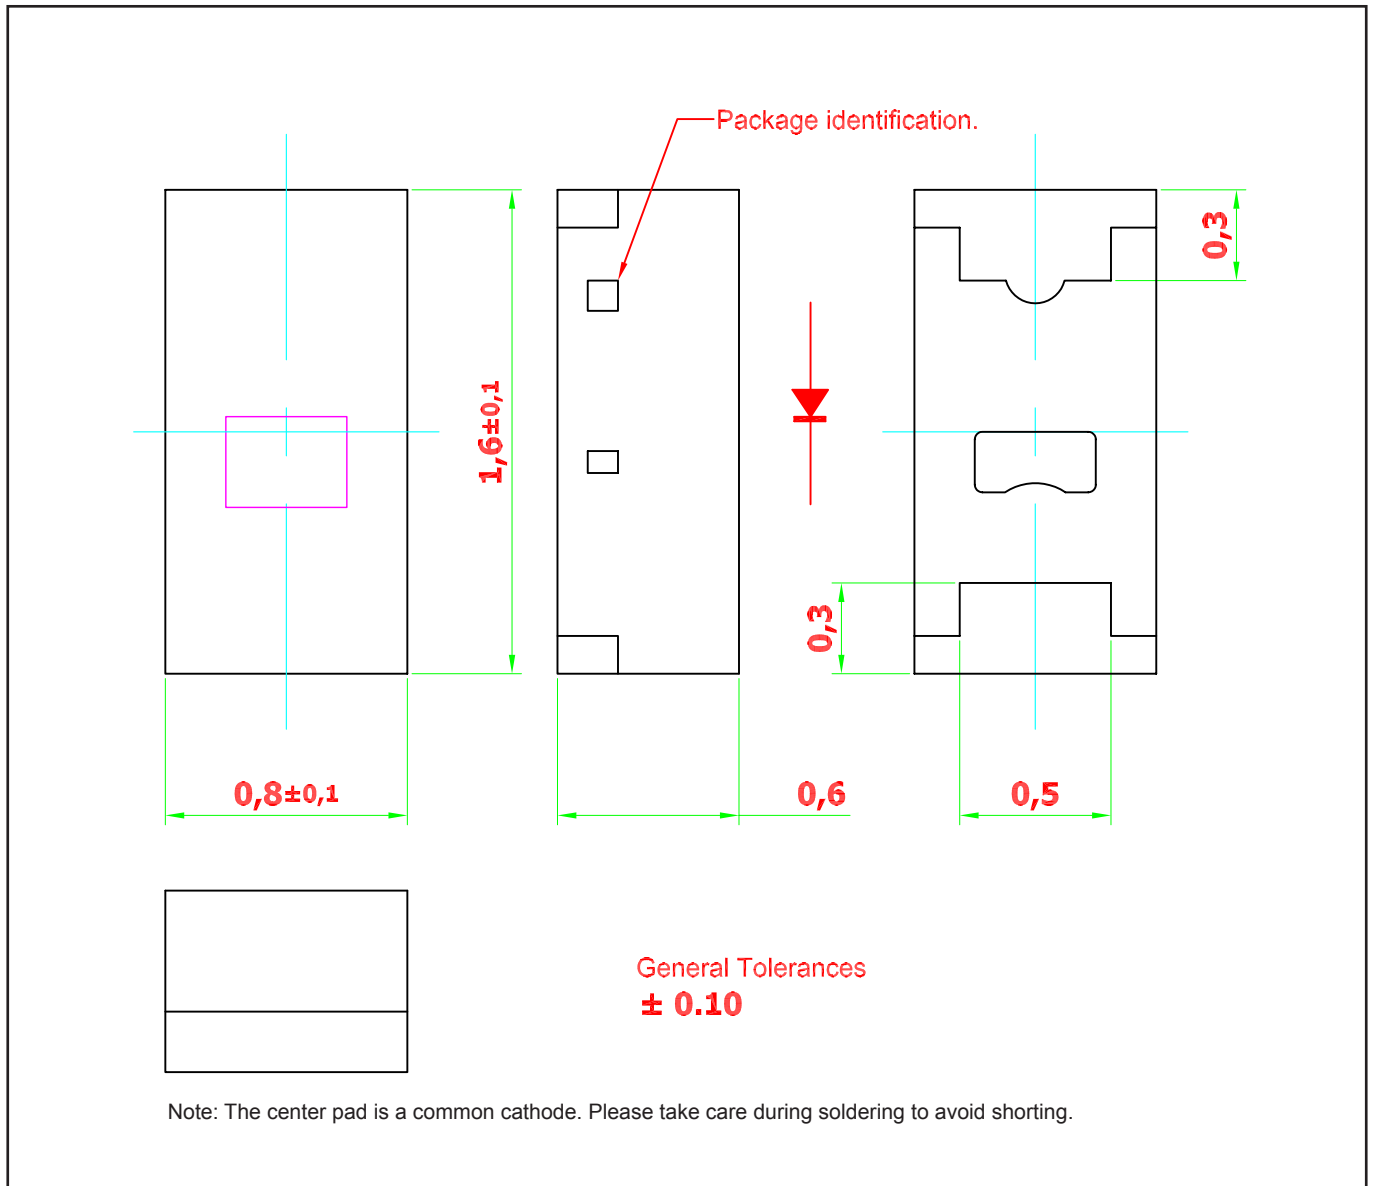 Package identification.
0,3
1,6±0,1
0,3
0,8±0,1
0,6
0,5
General Tolerances
± 0.10
Note: The center pad is a common cathode. Please take care during soldering to avoid shorting.